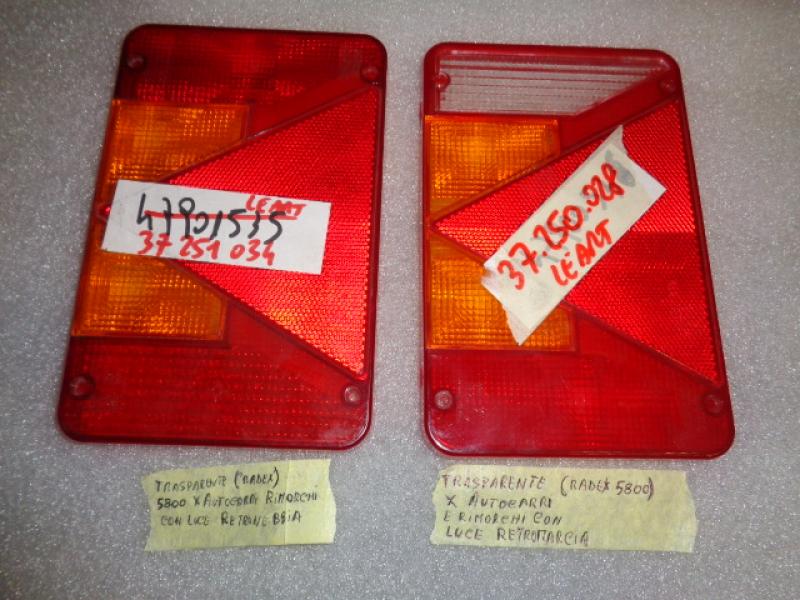 LEART
47901535
37 251 034
37.250.028
LEART
TRASPARENTE (RADEX)
5800 X AUTOCARRI RIMORCHI
CON LUCE RETRONEBBIA
TRASPARENTE (RADEX 5800)
X AUTOCARRI
E RIMORCHI CON
LUCE RETROMARCIA